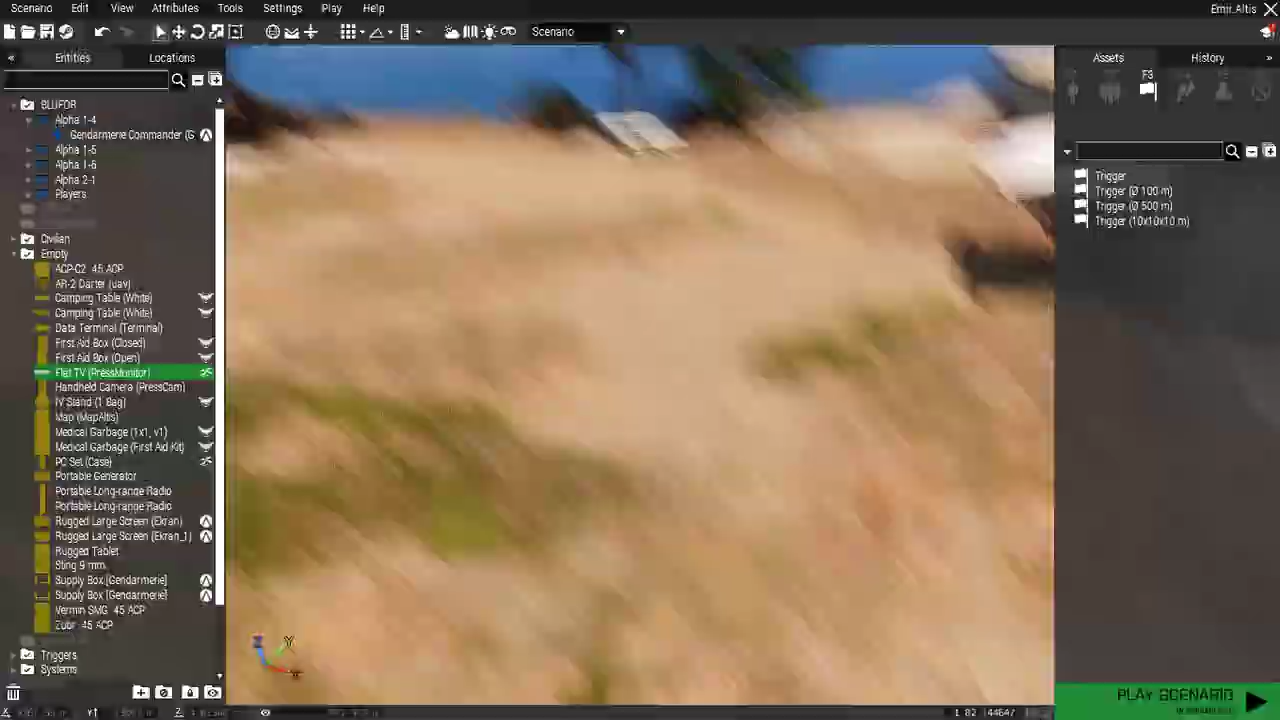 Scenario Edit View Attributes Tools Settings Play Help
Emir.Altis
Scenario
Entities Locations
Assets History
F3
BLUFOR
Alpha 1-4
Gendarmerie Commander (G
Alpha 1-5
Alpha 1-6
Alpha 2-1
Players
Civilian
Empty
ACP-C2 .45 ACP
AR-2 Darter (uav)
Camping Table (White)
Camping Table (White)
Data Terminal (Terminal)
First Aid Box (Closed)
First Aid Box (Open)
Flat TV (PressMonitor)
Handheld Camera (PressCam)
IV Stand (1 Bag)
Map (MapAltis)
Medical Garbage (1x1, v1)
Medical Garbage (First Aid Kit)
PC Set (Case)
Portable Generator
Portable Long-range Radio
Portable Long-range Radio
Rugged Large Screen (Ekran)
Rugged Large Screen (Ekran_1)
Rugged Tablet
Sting 9 mm
Supply Box [Gendarmerie]
Supply Box [Gendarmerie]
Vermin SMG .45 ACP
Zubr .45 ACP
Triggers
Systems
Trigger
Trigger (Ø 100 m)
Trigger (Ø 500 m)
Trigger (10x10x10 m)
X
Y
Z
PLAY SCENARIO
1.82